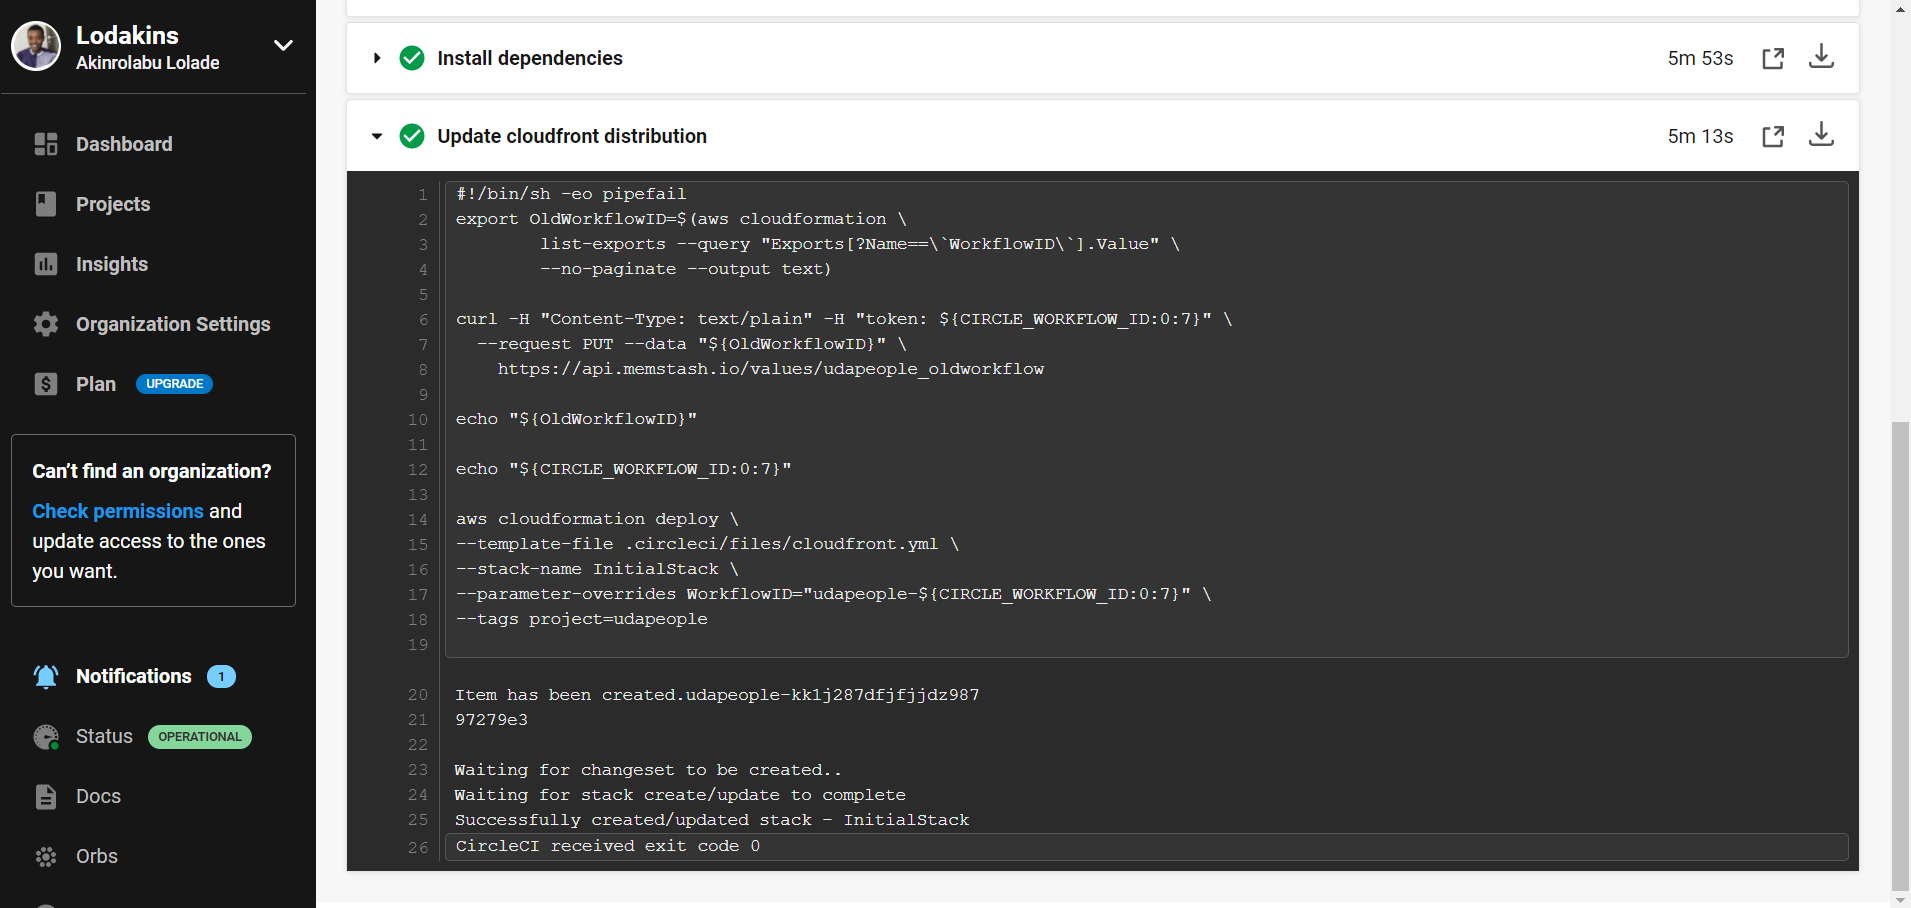 Lodakins
Akinrolabu Lolade
Dashboard
Projects
Insights
Organization Settings
Plan UPGRADE
Can’t find an organization?
Check permissions and
update access to the ones
you want.
Notifications 1
Status OPERATIONAL
Docs
Orbs
Install dependencies 5m 53s
Update cloudfront distribution 5m 13s
1 #!/bin/sh -eo pipefail
2 export OldWorkflowID=$(aws cloudformation \
3 list-exports --query "Exports[?Name==\`WorkflowID\`].Value" \
4 --no-paginate --output text)
5
6 curl -H "Content-Type: text/plain" -H "token: ${CIRCLE_WORKFLOW_ID:0:7}" \
7 --request PUT --data "${OldWorkflowID}" \
8 https://api.memstash.io/values/udapeople_oldworkflow
9
10 echo "${OldWorkflowID}"
11
12 echo "${CIRCLE_WORKFLOW_ID:0:7}"
13
14 aws cloudformation deploy \
15 --template-file .circleci/files/cloudfront.yml \
16 --stack-name InitialStack \
17 --parameter-overrides WorkflowID="udapeople-${CIRCLE_WORKFLOW_ID:0:7}" \
18 --tags project=udapeople
19
20 Item has been created.udapeople-kk1j287dfjfjjdz987
21 97279e3
22
23 Waiting for changeset to be created..
24 Waiting for stack create/update to complete
25 Successfully created/updated stack - InitialStack
26 CircleCI received exit code 0